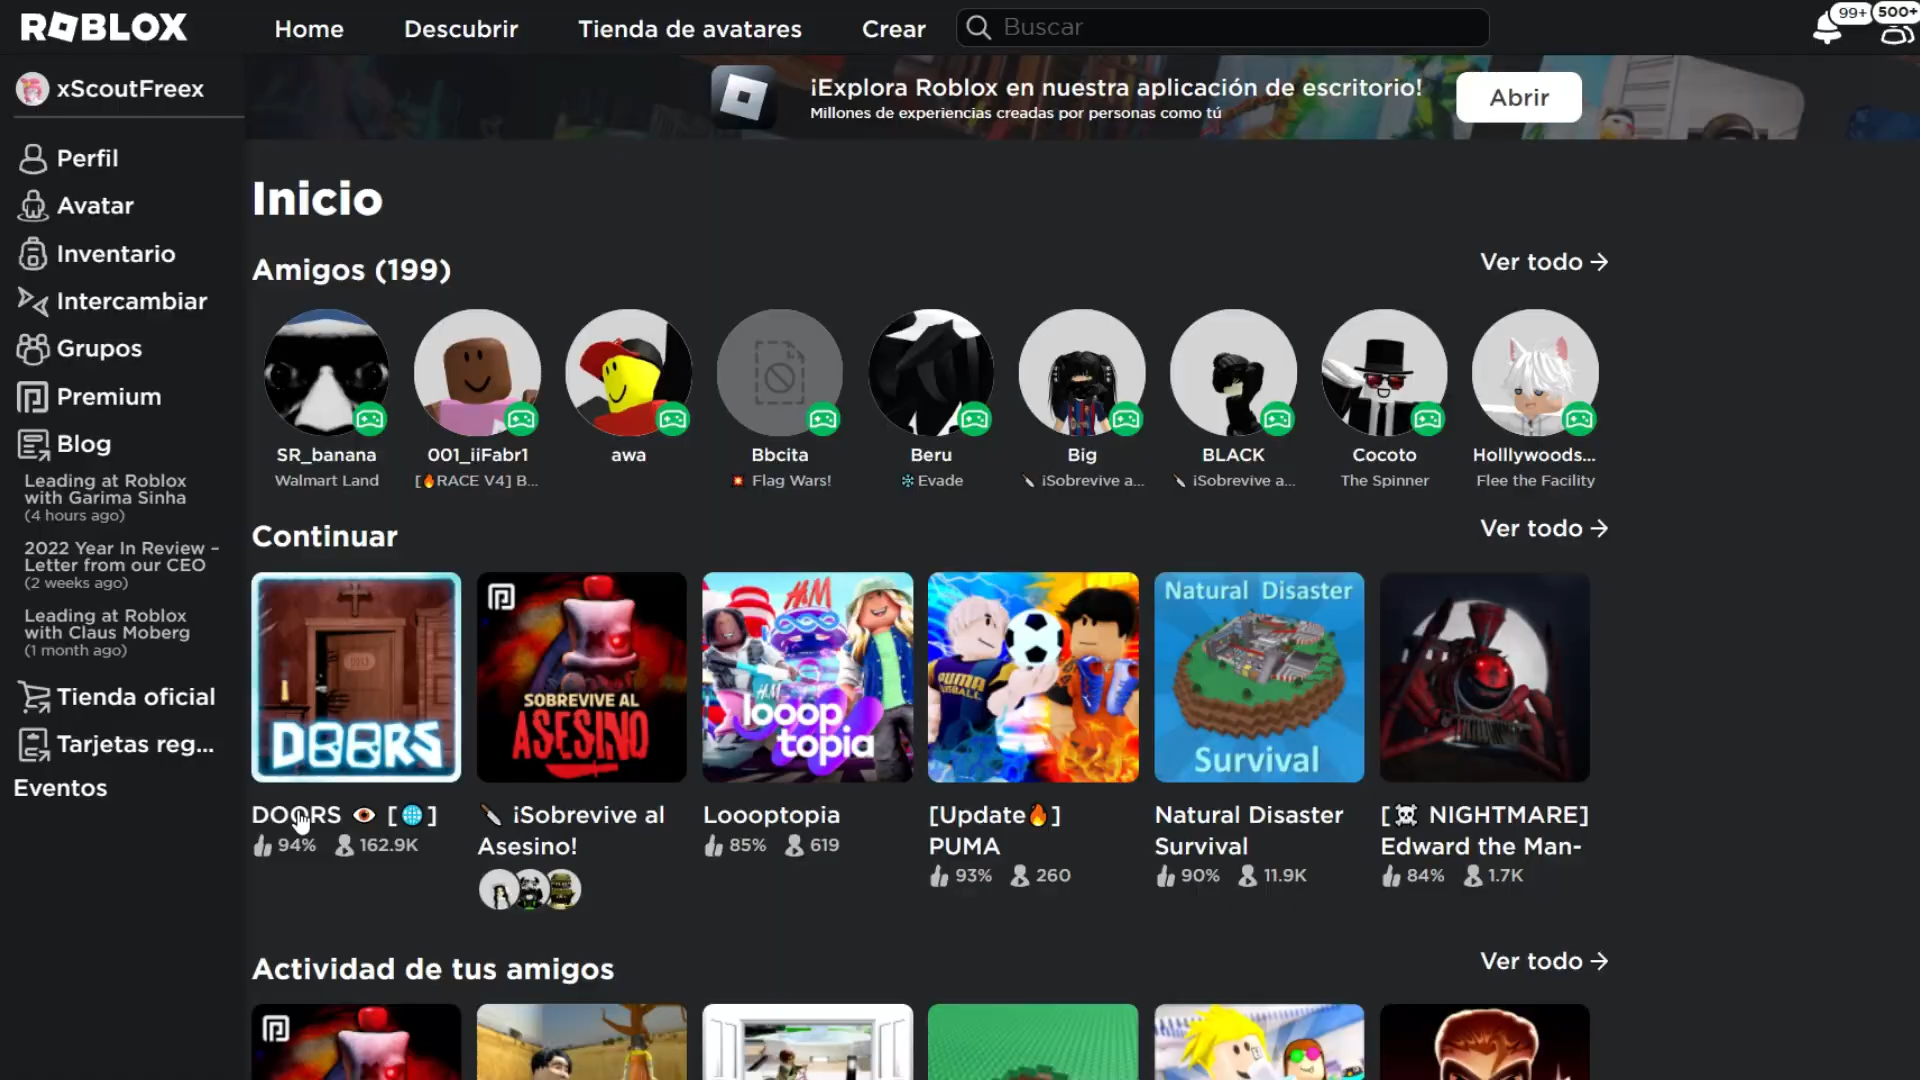 ROBLOX
Home
Descubrir
Tienda de avatares
Crear
Buscar
99+
500+
xScoutFreex
¡Explora Roblox en nuestra aplicación de escritorio!
Millones de experiencias creadas por personas como tú
Abrir
Perfil
Avatar
Inventario
Intercambiar
Grupos
Premium
Blog
Leading at Roblox
with Garima Sinha
(4 hours ago)
2022 Year In Review –
Letter from our CEO
(2 weeks ago)
Leading at Roblox
with Claus Moberg
(1 month ago)
Tienda oficial
Tarjetas reg...
Eventos
Inicio
Amigos (199)
Ver todo →
SR_banana
Walmart Land
001_iiFabr1
[🔥RACE V4] B...
awa
Bbcita
💥 Flag Wars!
Beru
❄️ Evade
Big
🔪 ¡Sobrevive a...
BLACK
🔪 ¡Sobrevive a...
Cocoto
The Spinner
Holllywoods...
Flee the Facility
Continuar
Ver todo →
DOORS
SOBREVIVE AL
ASESINO
H&M
H&M
looop
topia
PUMA
FOOTBALL
Natural Disaster
Survival
DOORS 👁️ [🌐]
94% 162.9K
🔪 ¡Sobrevive al
Asesino!
Loooptopia
85% 619
[Update🔥]
PUMA
93% 260
Natural Disaster
Survival
90% 11.9K
[☠️ NIGHTMARE]
Edward the Man-
84% 1.7K
Actividad de tus amigos
Ver todo →